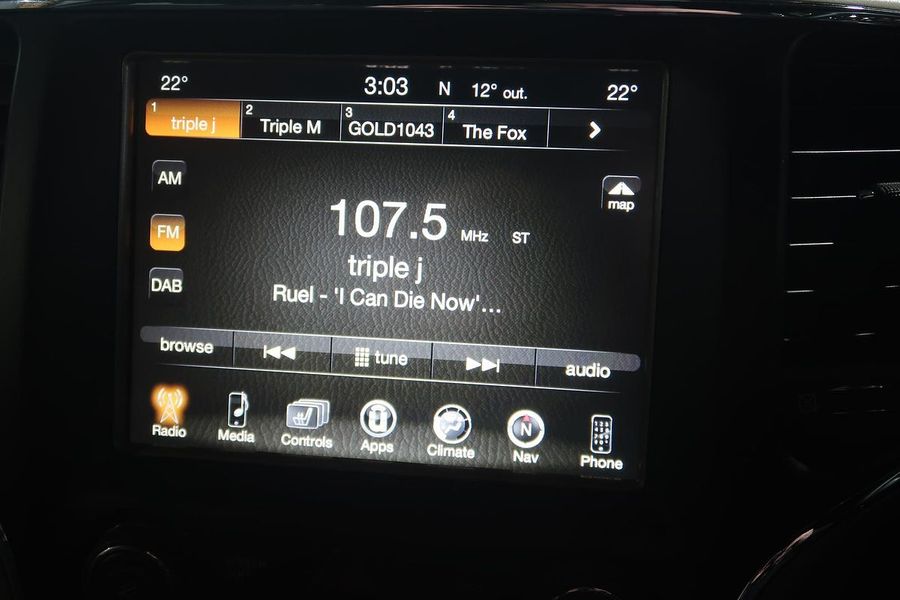 22° 3:03 N 12° out. 22°
1 triple j 2 Triple M 3 GOLD1043 4 The Fox
AM
map
107.5 MHz ST
FM
triple j
DAB
Ruel - 'I Can Die Now'...
browse tune audio
Radio Media Controls Apps Climate N Nav Phone